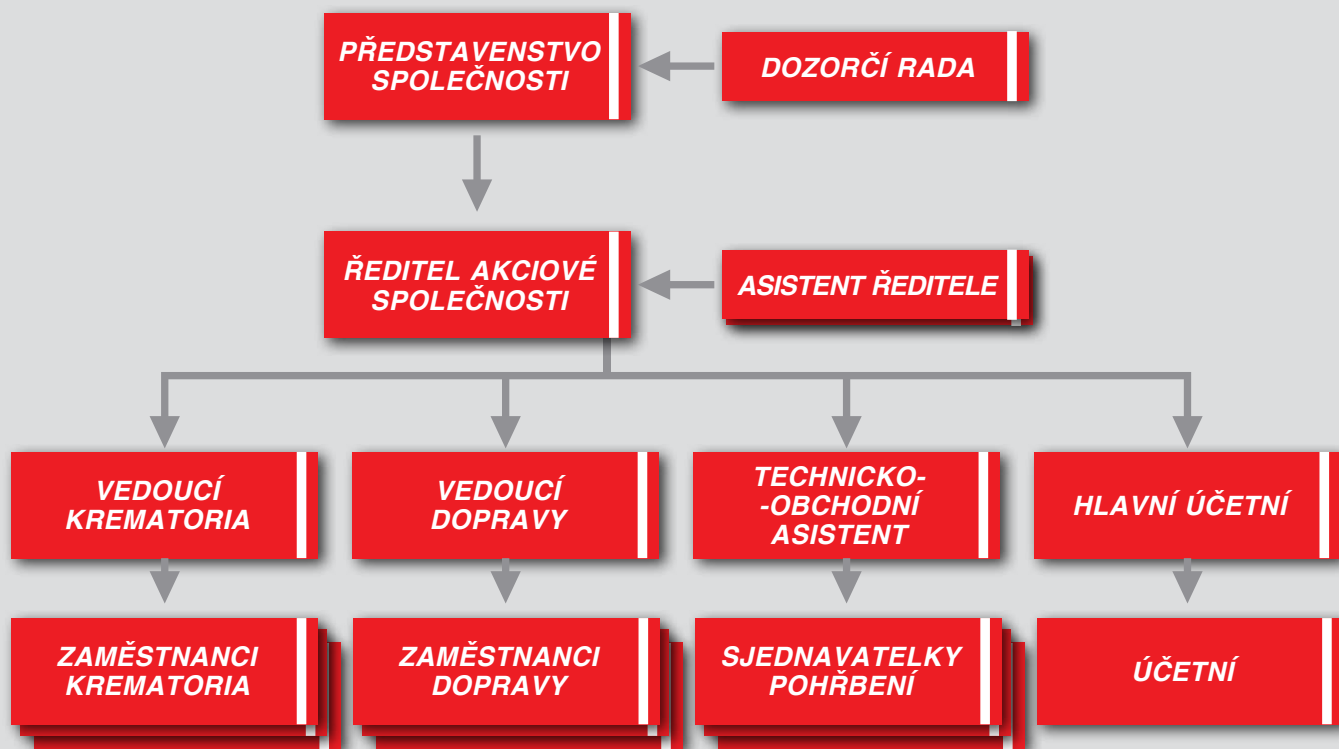 PŘEDSTAVENSTVO
SPOLEČNOSTI
DOZORČÍ RADA
ŘEDITEL AKCIOVÉ
SPOLEČNOSTI
ASISTENT ŘEDITELE
VEDOUCÍ
KREMATORIA
VEDOUCÍ
DOPRAVY
TECHNICKO-
-OBCHODNÍ
ASISTENT
HLAVNÍ ÚČETNÍ
ZAMĚSTNANCI
KREMATORIA
ZAMĚSTNANCI
DOPRAVY
SJEDNAVATELKY
POHŘBENÍ
ÚČETNÍ